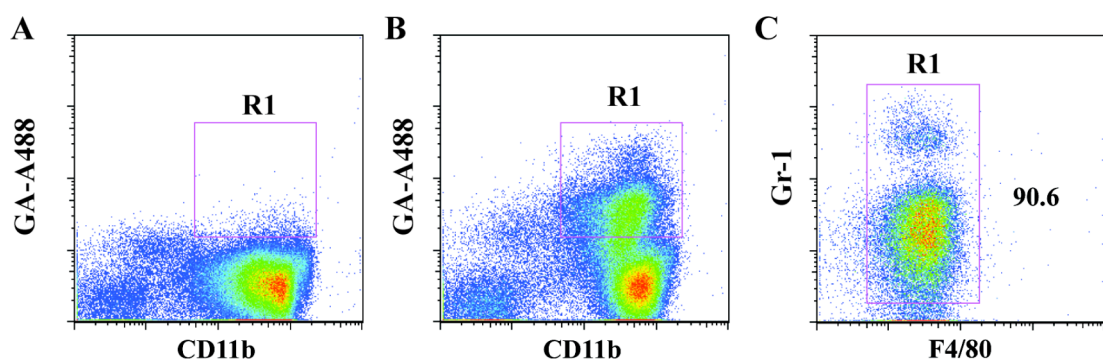 A
R1
GA-A488
CD11b
B
R1
GA-A488
CD11b
C
R1
Gr-1
90.6
F4/80